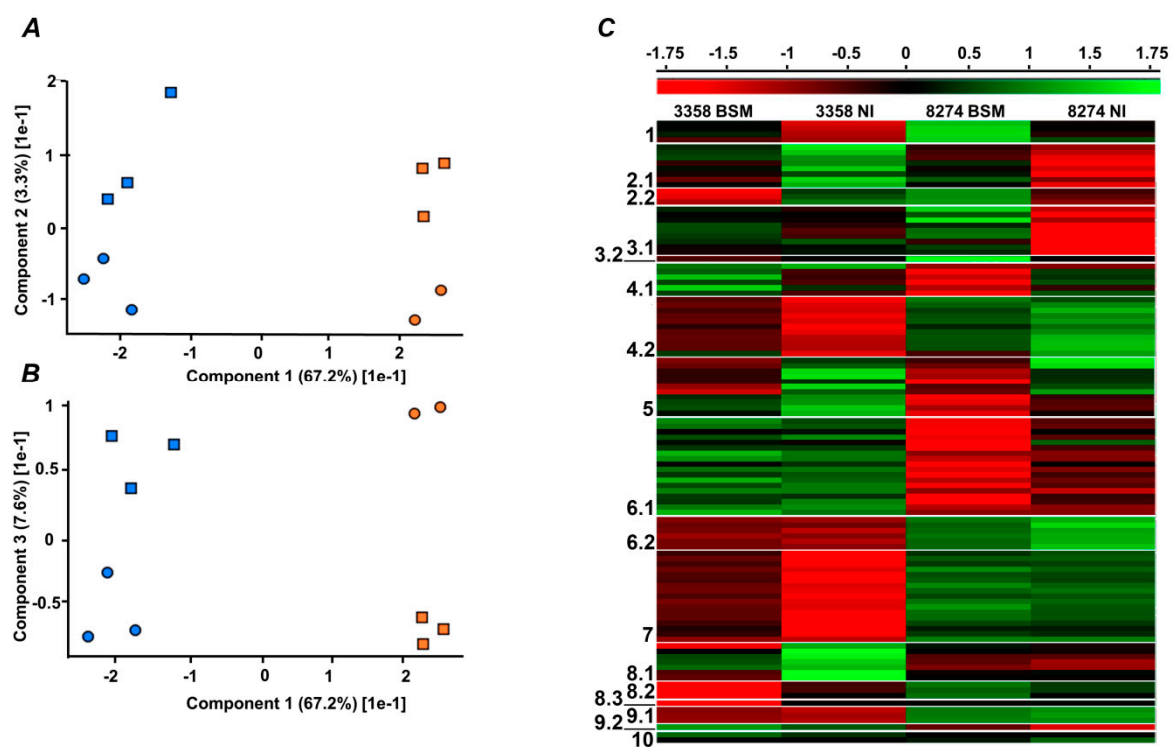 A
2
1
0
-1
Component 2 (3.3%) [1e-1]
-2 -1 0 1 2
Component 1 (67.2%) [1e-1]
B
1
0.5
0
-0.5
Component 3 (7.6%) [1e-1]
-2 -1 0 1 2
Component 1 (67.2%) [1e-1]
C
-1.75 -1.5 -1 -0.5 0 0.5 1 1.5 1.75
3358 BSM 3358 NI 8274 BSM 8274 NI
1
2.1
2.2
3.1
3.2
4.1
4.2
5
6.1
6.2
7
8.1
8.2
8.3
9.1
9.2
10